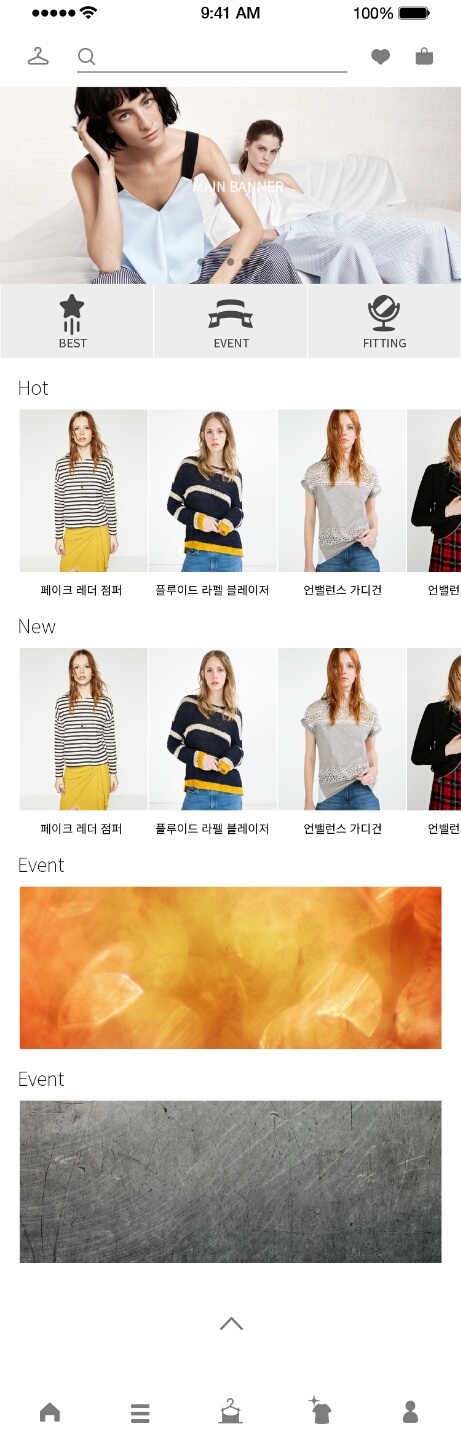 9:41 AM
100%
MAIN BANNER
BEST
EVENT
FITTING
Hot
페이크 레더 점퍼
플루이드 라펠 블레이저
언밸런스 가디건
언밸런
New
페이크 레더 점퍼
플루이드 라펠 블레이저
언밸런스 가디건
언밸런
Event
Event